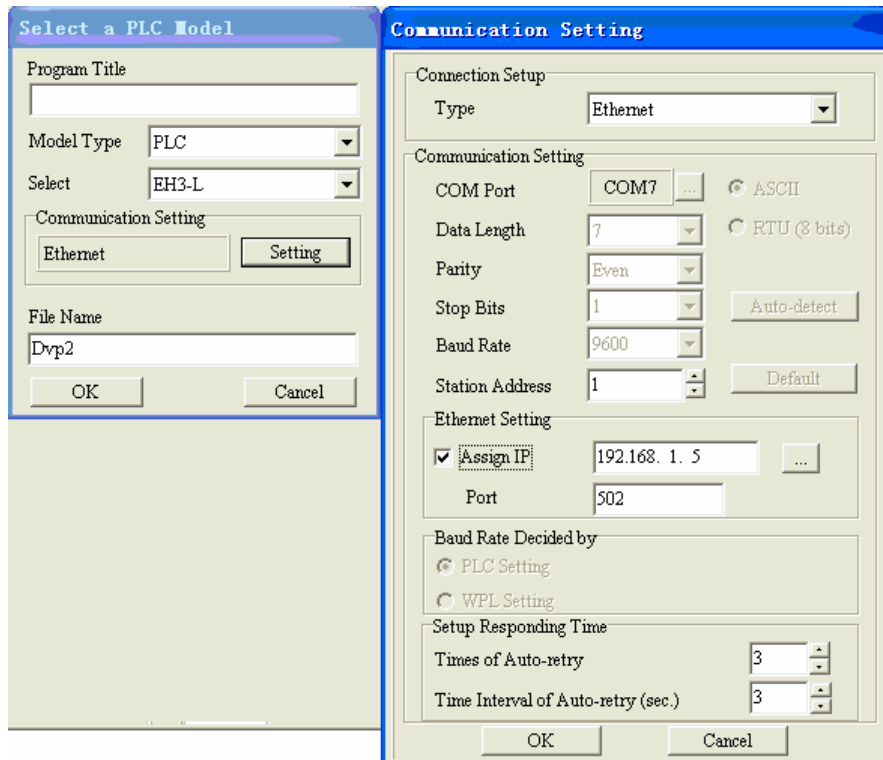 Select a PLC Model
Program Title
Model Type PLC
Select EH3-L
Communication Setting
Ethernet Setting
File Name
Dvp2
OK Cancel
Communication Setting
Connection Setup
Type Ethernet
Communication Setting
COM Port COM7 ... ASCII
Data Length 7 RTU (8 bits)
Parity Even
Stop Bits 1 Auto-detect
Baud Rate 9600
Station Address 1 Default
Ethernet Setting
Assign IP 192.168. 1. 5 ...
Port 502
Baud Rate Decided by
PLC Setting
WPL Setting
Setup Responding Time
Times of Auto-retry 3
Time Interval of Auto-retry (sec.) 3
OK Cancel